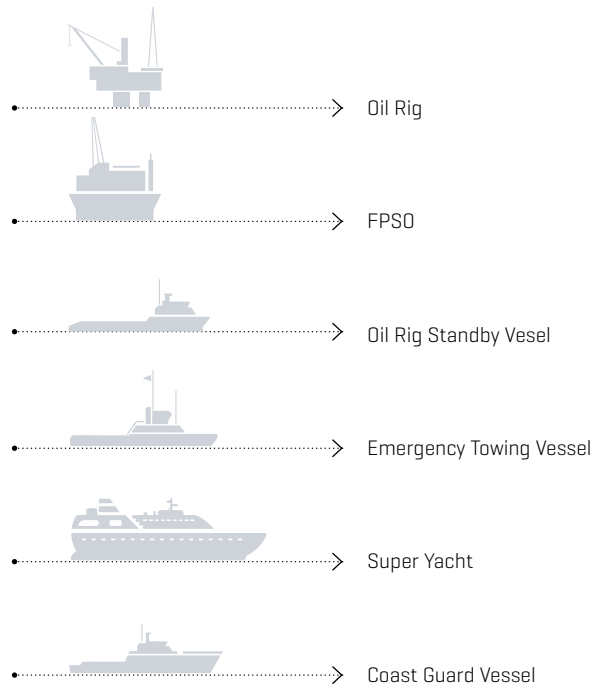 Oil Rig
FPSO
Oil Rig Standby Vesel
Emergency Towing Vessel
Super Yacht
Coast Guard Vessel